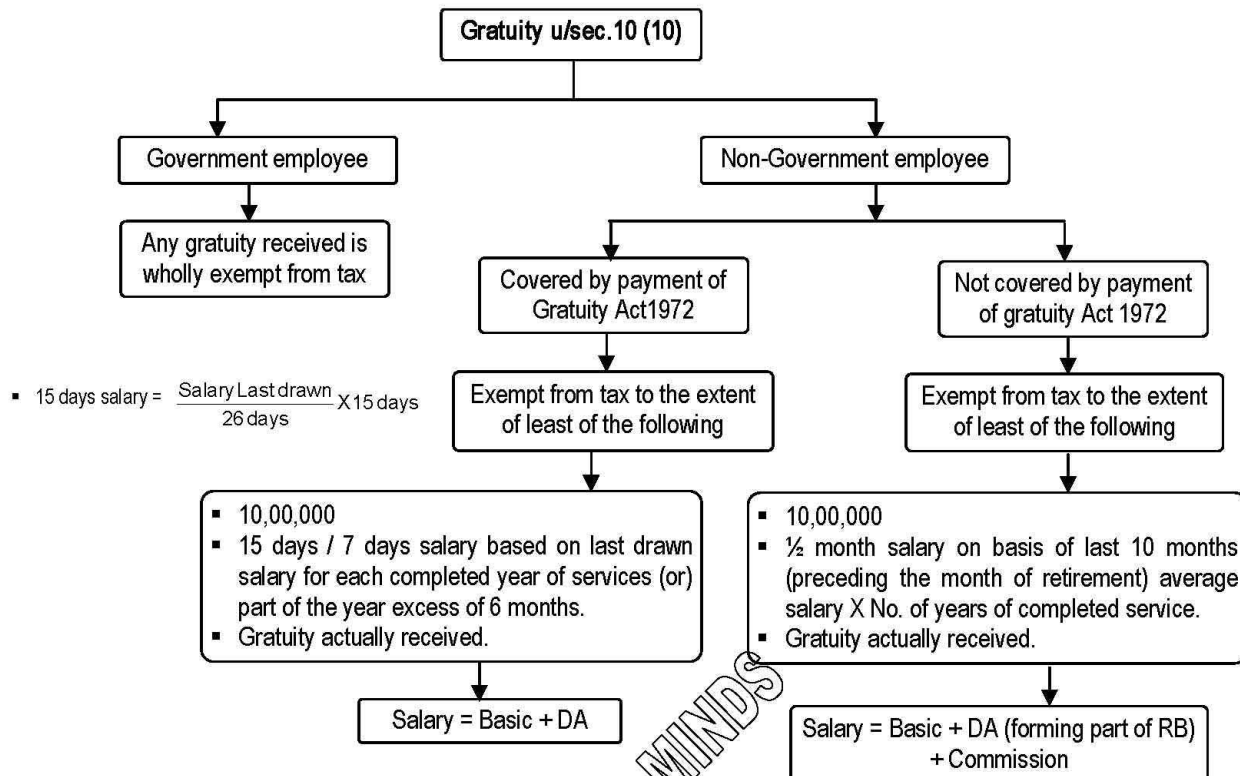 Gratuity u/sec.10 (10)
Government employee
Non-Government employee
Any gratuity received is
wholly exempt from tax
Covered by payment of
Gratuity Act1972
Not covered by payment
of gratuity Act 1972
▪ 15 days salary = Salary Last drawn / 26 days X 15 days
Exempt from tax to the extent
of least of the following
Exempt from tax to the extent
of least of the following
▪ 10,00,000
▪ 15 days / 7 days salary based on last drawn
salary for each completed year of services (or)
part of the year excess of 6 months.
▪ Gratuity actually received.
▪ 10,00,000
▪ ½ month salary on basis of last 10 months
(preceding the month of retirement) average
salary X No. of years of completed service.
▪ Gratuity actually received.
Salary = Basic + DA
MINDS
Salary = Basic + DA (forming part of RB)
+ Commission